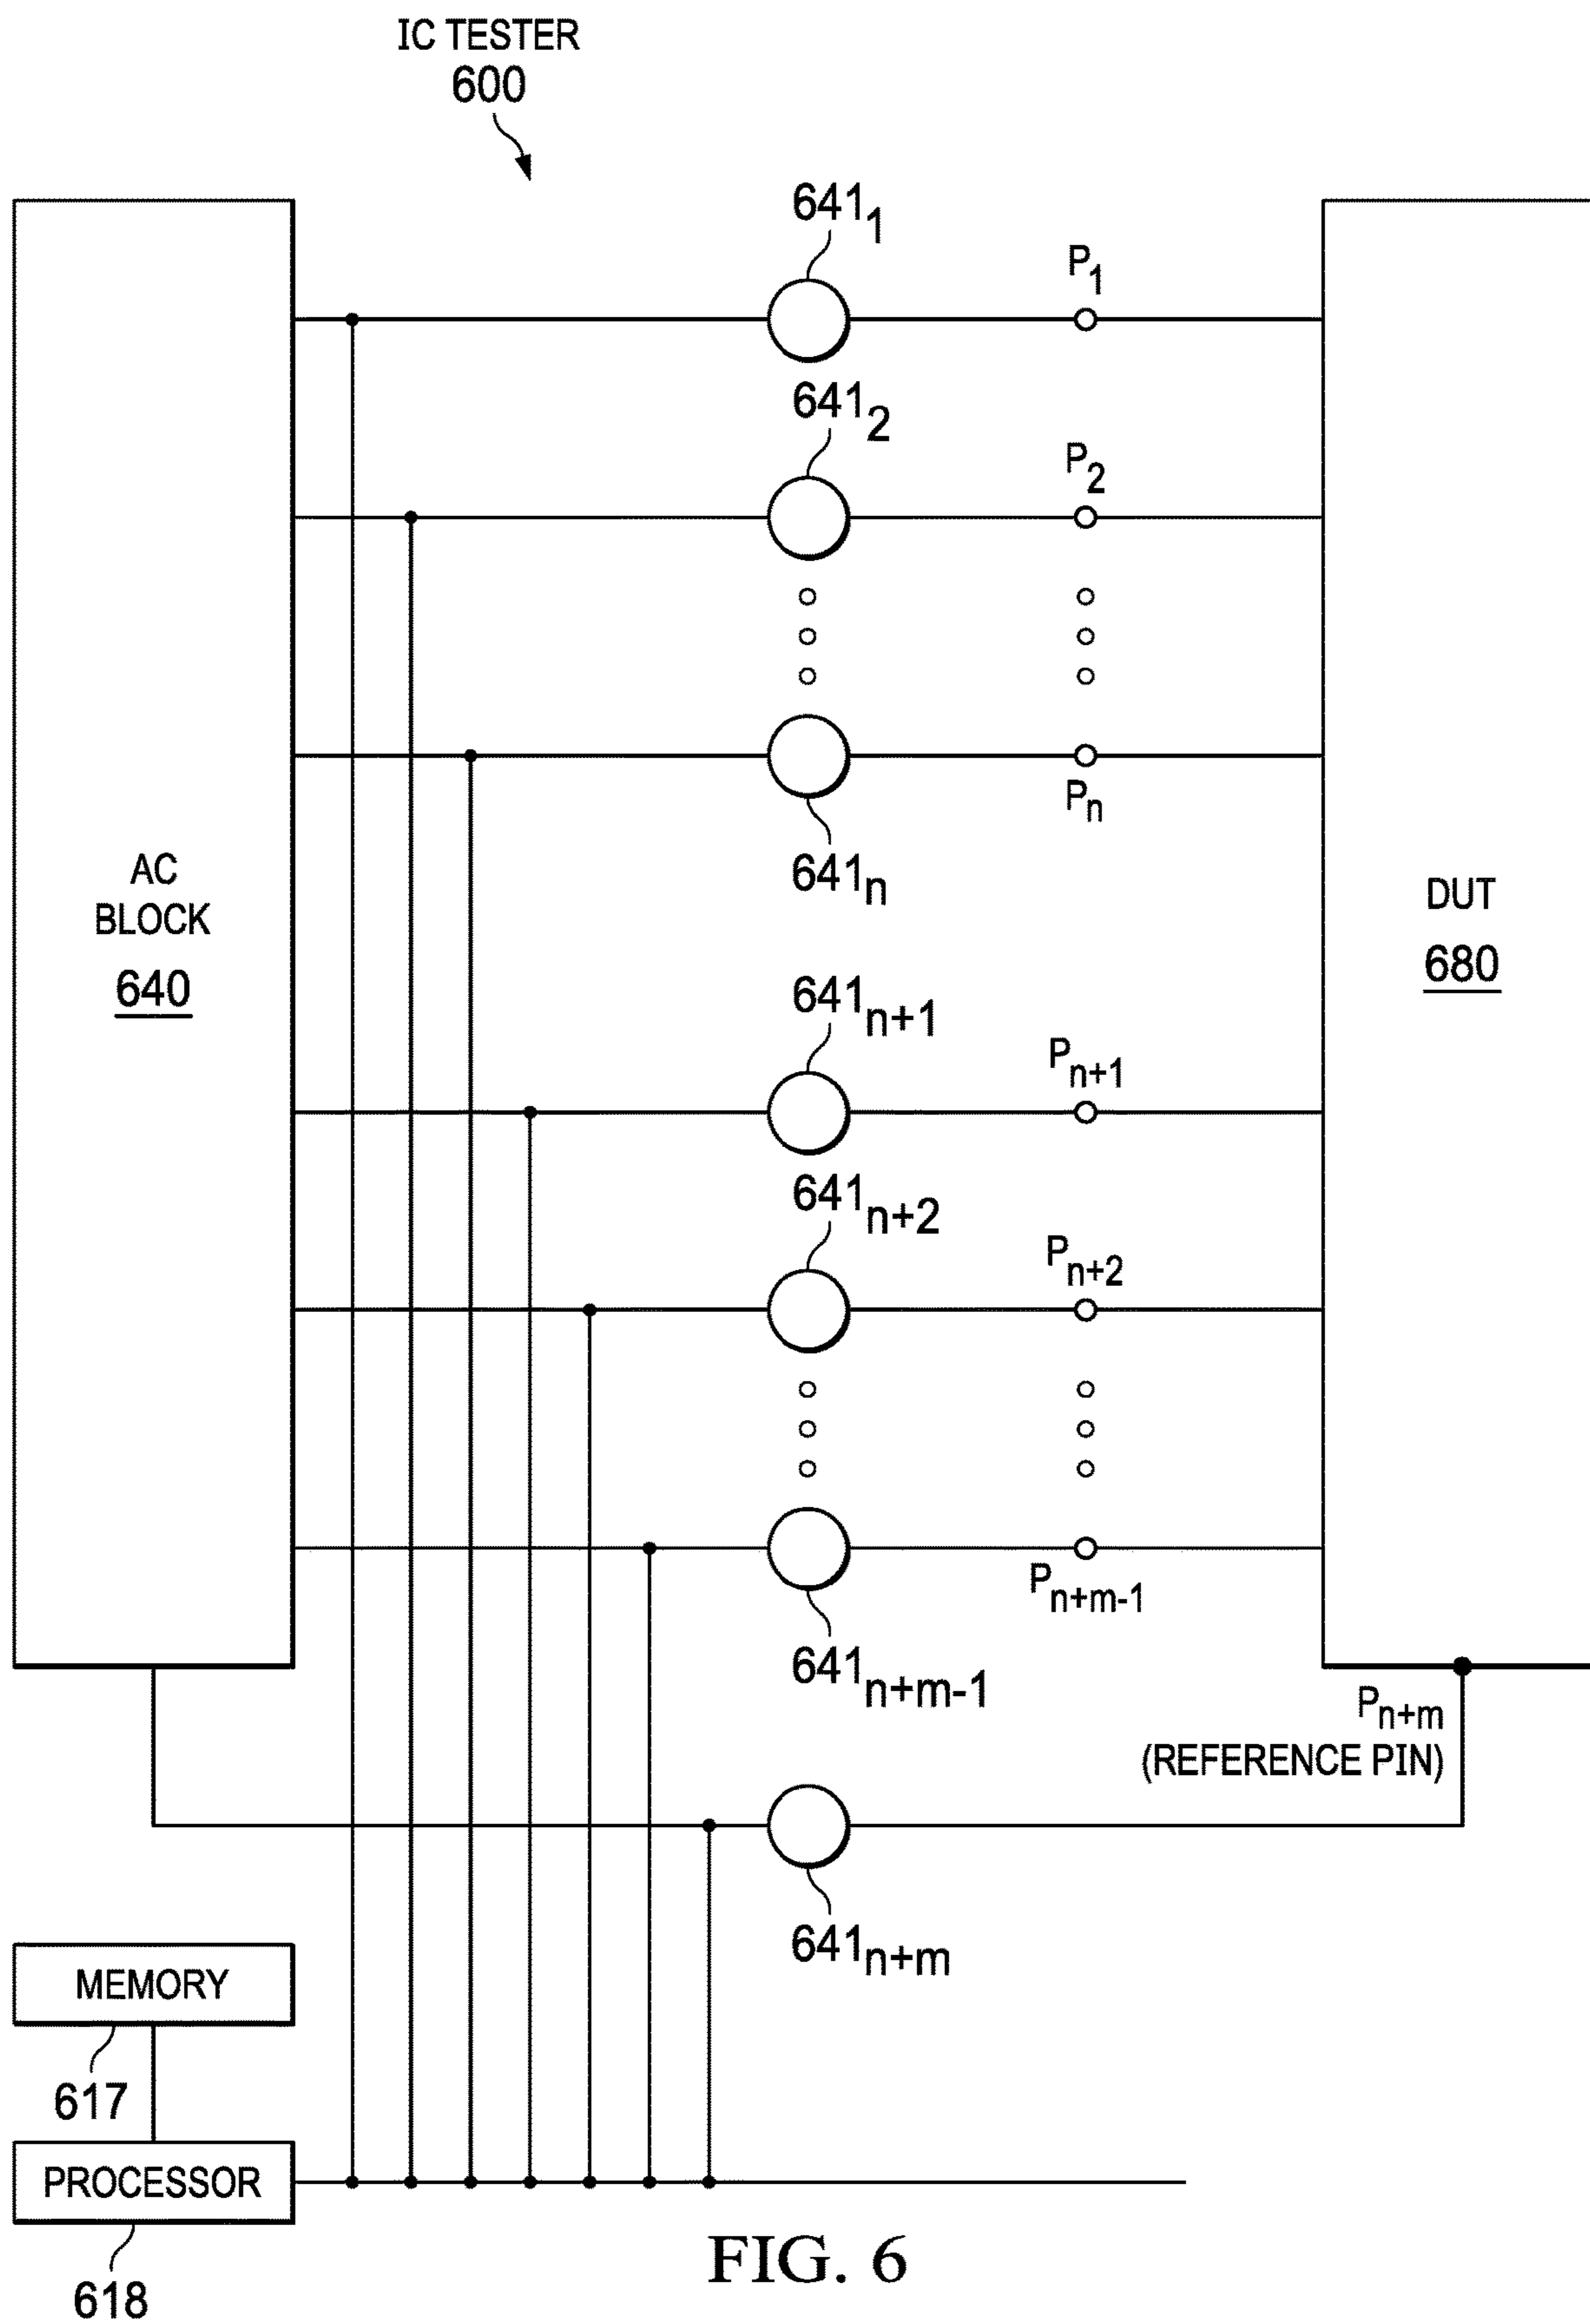 IC TESTER
600
641₁
P₁
641₂
P₂
Pₙ
641ₙ
AC
BLOCK
640
DUT
680
641ₙ₊₁
Pₙ₊₁
641ₙ₊₂
Pₙ₊₂
Pₙ₊ₘ₋₁
641ₙ₊ₘ₋₁
Pₙ₊ₘ
(REFERENCE PIN)
641ₙ₊ₘ
MEMORY
617
PROCESSOR
618
FIG. 6